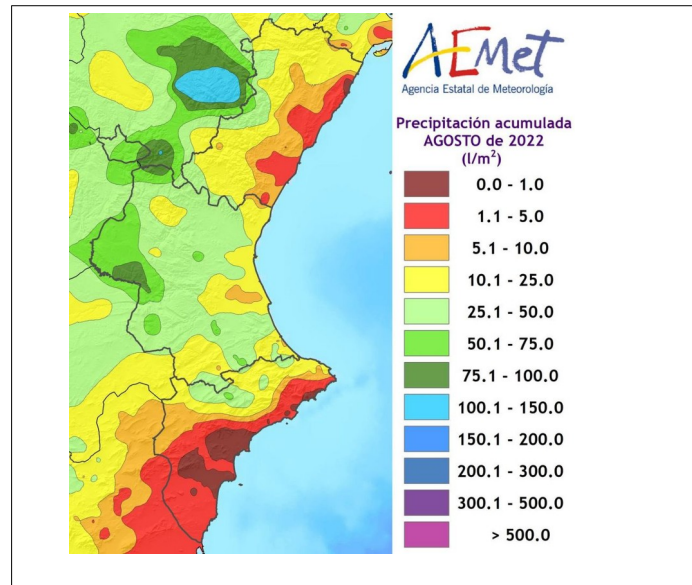 AEMet
Agencia Estatal de Meteorología
Precipitación acumulada
AGOSTO de 2022
(l/m²)
0.0 - 1.0
1.1 - 5.0
5.1 - 10.0
10.1 - 25.0
25.1 - 50.0
50.1 - 75.0
75.1 - 100.0
100.1 - 150.0
150.1 - 200.0
200.1 - 300.0
300.1 - 500.0
> 500.0